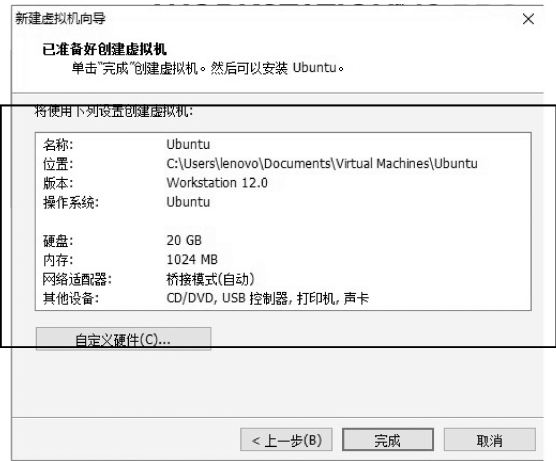 新建虚拟机向导
已准备好创建虚拟机
单击“完成”创建虚拟机。然后可以安装 Ubuntu。
将使用下列设置创建虚拟机:
名称: Ubuntu
位置: C:\Users\lenovo\Documents\Virtual Machines\Ubuntu
版本: Workstation 12.0
操作系统: Ubuntu
硬盘: 20 GB
内存: 1024 MB
网络适配器: 桥接模式(自动)
其他设备: CD/DVD, USB 控制器, 打印机, 声卡
自定义硬件(C)...
< 上一步(B) 完成 取消